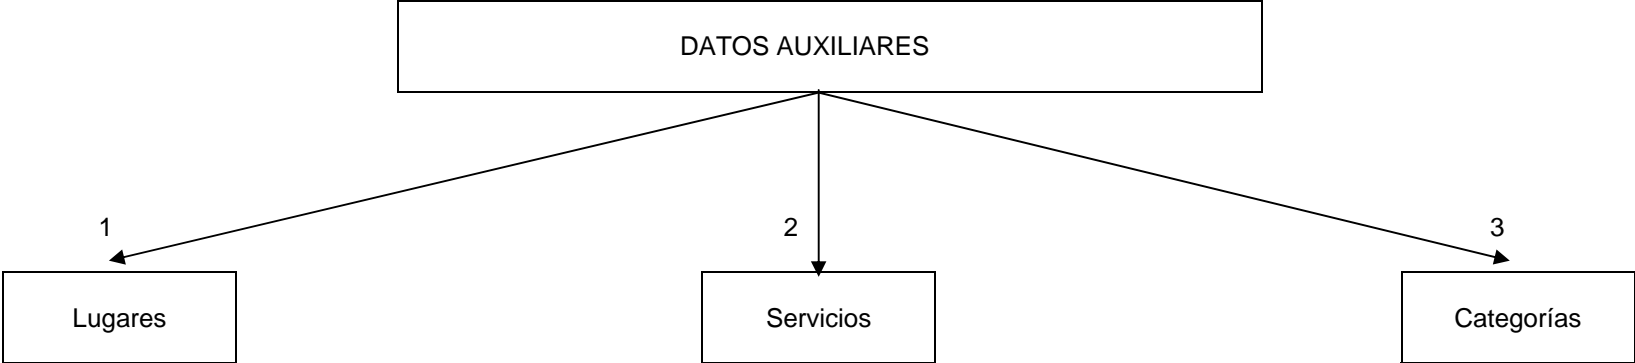 DATOS AUXILIARES
1
2
3
Lugares
Servicios
Categorías